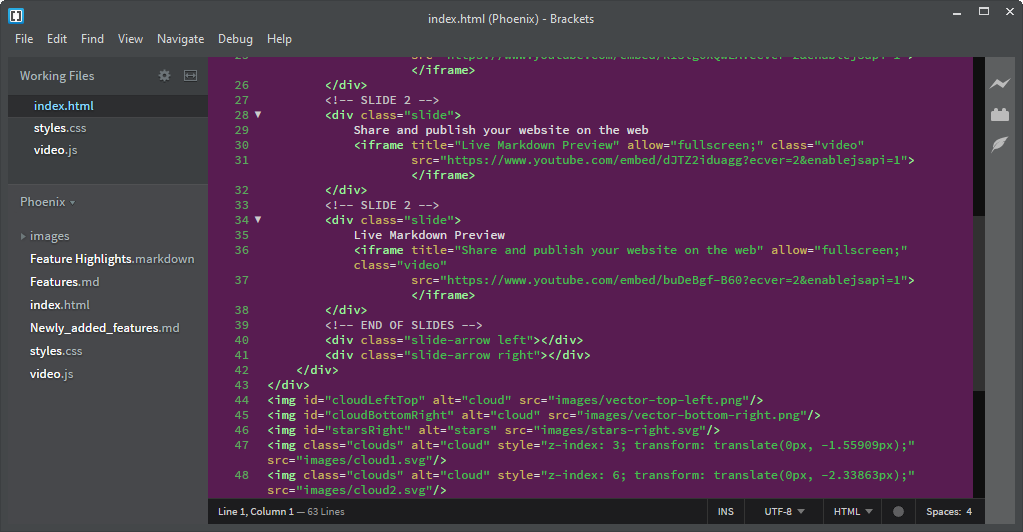 index.html (Phoenix) - Brackets
File Edit Find View Navigate Debug Help
Working Files
index.html
styles.css
video.js
Phoenix
images
Feature Highlights.markdown
Features.md
index.html
Newly_added_features.md
styles.css
video.js
</iframe>
26 </div>
27 <!-- SLIDE 2 -->
28 <div class="slide">
29 Share and publish your website on the web
30 <iframe title="Live Markdown Preview" allow="fullscreen;" class="video"
31 src="https://www.youtube.com/embed/dJTZ2iduagg?ecver=2&enablejsapi=1">
</iframe>
32 </div>
33 <!-- SLIDE 2 -->
34 <div class="slide">
35 Live Markdown Preview
36 <iframe title="Share and publish your website on the web" allow="fullscreen;"
class="video"
37 src="https://www.youtube.com/embed/buDeBgf-B60?ecver=2&enablejsapi=1">
</iframe>
38 </div>
39 <!-- END OF SLIDES -->
40 <div class="slide-arrow left"></div>
41 <div class="slide-arrow right"></div>
42 </div>
43 </div>
44 <img id="cloudLeftTop" alt="cloud" src="images/vector-top-left.png"/>
45 <img id="cloudBottomRight" alt="cloud" src="images/vector-bottom-right.png"/>
46 <img id="starsRight" alt="stars" src="images/stars-right.svg"/>
47 <img class="clouds" alt="cloud" style="z-index: 3; transform: translate(0px, -1.55909px);"
src="images/cloud1.svg"/>
48 <img class="clouds" alt="cloud" style="z-index: 6; transform: translate(0px, -2.33863px);"
src="images/cloud2.svg"/>
Line 1, Column 1 — 63 Lines INS UTF-8 HTML Spaces: 4